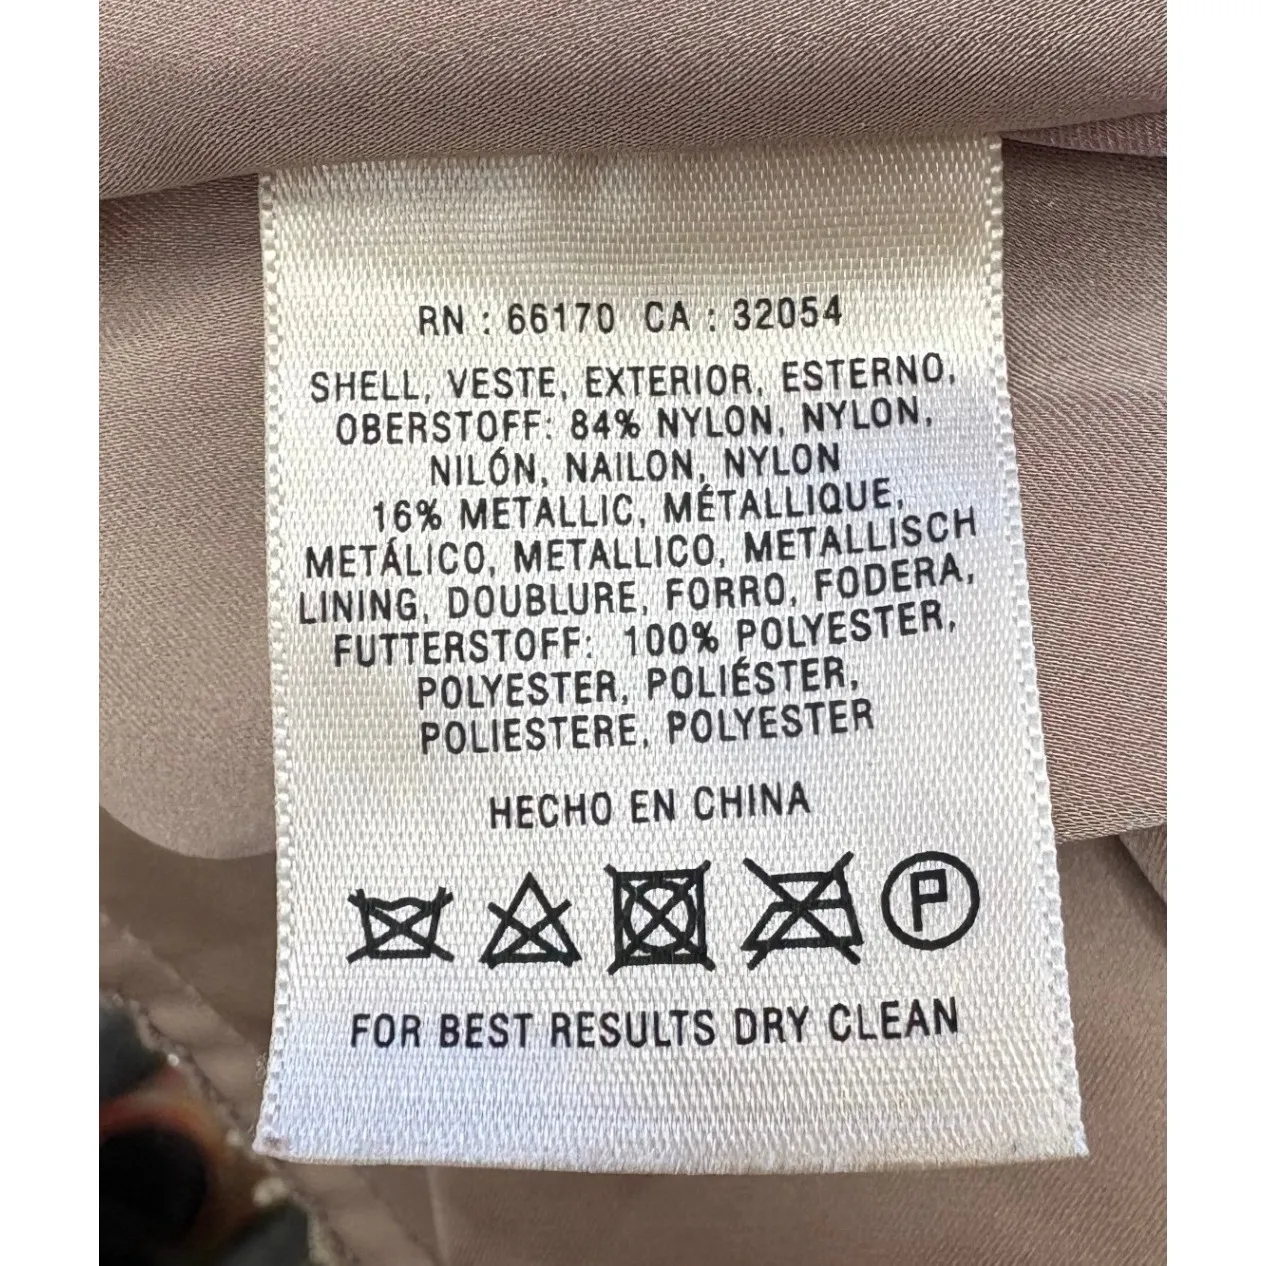 RN : 66170 CA : 32054
SHELL, VESTE, EXTERIOR, ESTERNO,
OBERSTOFF: 84% NYLON, NYLON,
NILÓN, NAILON, NYLON
16% METALLIC, MÉTALLIQUE,
METÁLICO, METALLICO, METALLISCH
LINING, DOUBLURE, FORRO, FODERA,
FUTTERSTOFF: 100% POLYESTER,
POLYESTER, POLIÉSTER,
POLIESTERE, POLYESTER
HECHO EN CHINA
P
FOR BEST RESULTS DRY CLEAN